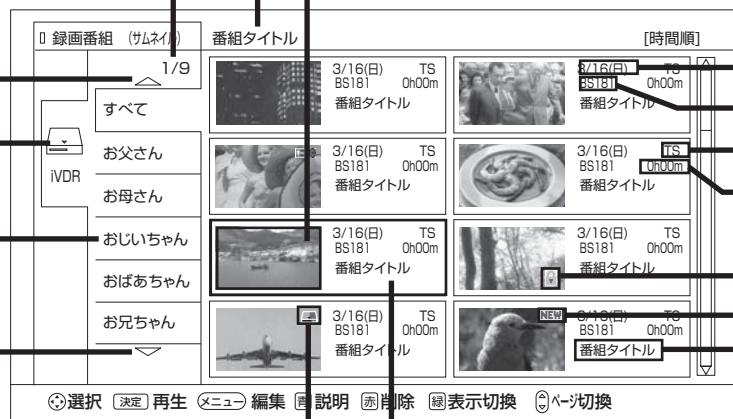 録画番組 (サムネイル) 番組タイトル [時間順]
1/9
すべて
お父さん
お母さん
おじいちゃん
おばあちゃん
お兄ちゃん
iVDR
3/16(日) TS
BS181 0h00m
番組タイトル
3/16(日) TS
BS181 0h00m
番組タイトル
3/16(日) TS
BS181 0h00m
番組タイトル
3/16(日) TS
BS181 0h00m
番組タイトル
3/16(日) TS
BS181 0h00m
番組タイトル
3/16(日) TS
BS181 0h00m
番組タイトル
3/16(日) TS
BS181 0h00m
番組タイトル
NEW
3/16(日) TS
BS181 0h00m
番組タイトル
選択 決定 再生 メニュー 編集 青 説明 赤 削除 緑 表示切換 ページ切換